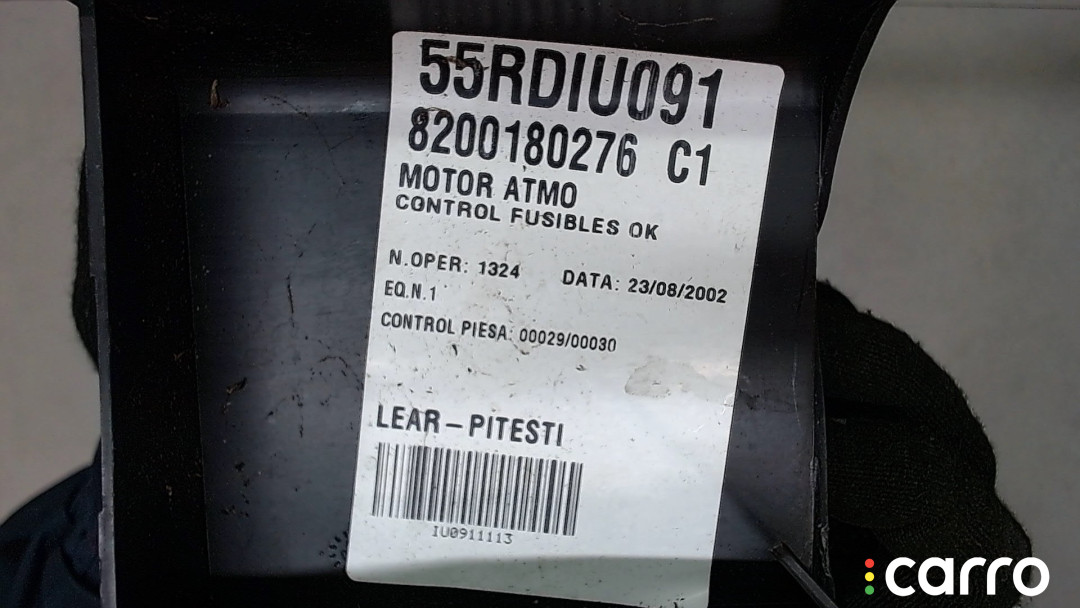 55RDIU091
8200180276 C1
MOTOR ATMO
CONTROL FUSIBLES OK
N.OPER: 1324 DATA: 23/08/2002
EQ.N.1
CONTROL PIESA: 00029/00030
LEAR-PITESTI
IU0911113
carro